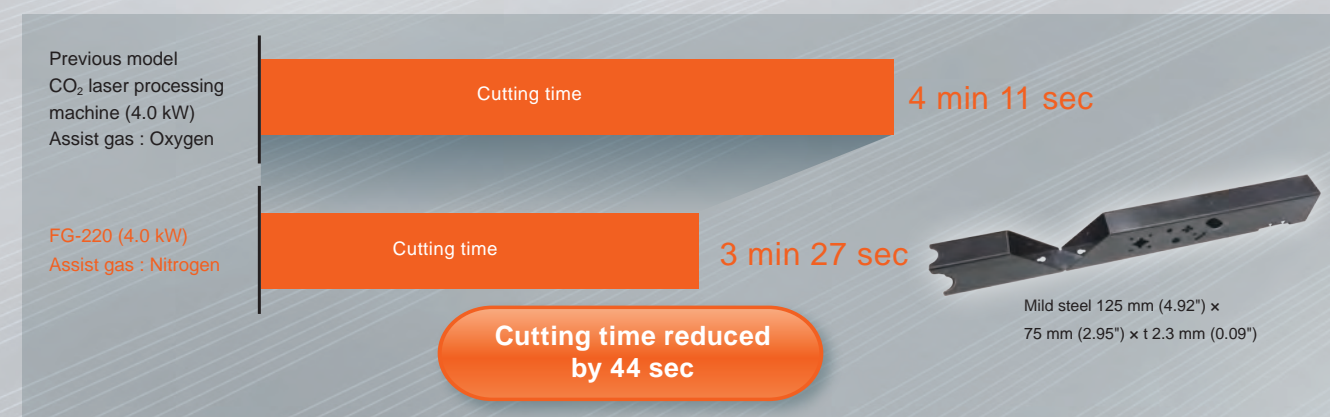 Previous model
CO₂ laser processing
machine (4.0 kW)
Assist gas : Oxygen
Cutting time
4 min 11 sec
FG-220 (4.0 kW)
Assist gas : Nitrogen
Cutting time
3 min 27 sec
Mild steel 125 mm (4.92") ×
75 mm (2.95") × t 2.3 mm (0.09")
Cutting time reduced
by 44 sec